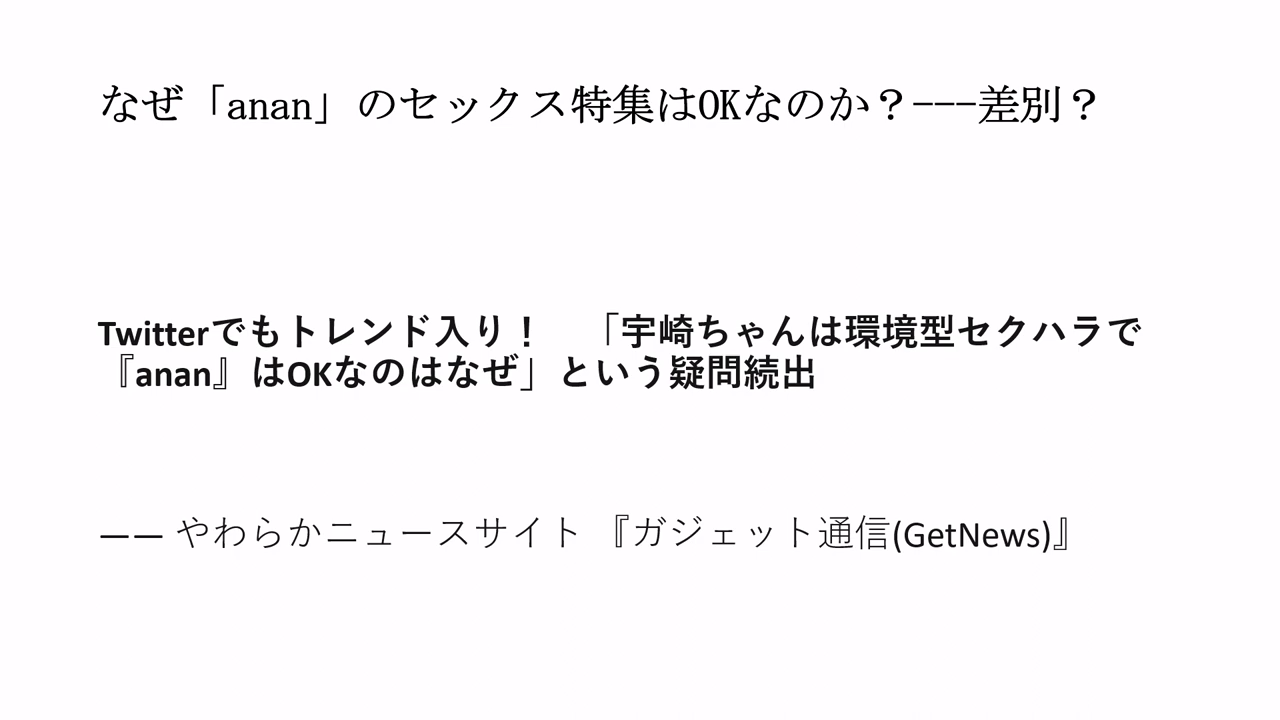 なぜ「anan」のセックス特集はOKなのか？---差別？
Twitterでもトレンド入り！　「宇崎ちゃんは環境型セクハラで
『anan』はOKなのはなぜ」という疑問続出
―― やわらかニュースサイト 『ガジェット通信(GetNews)』